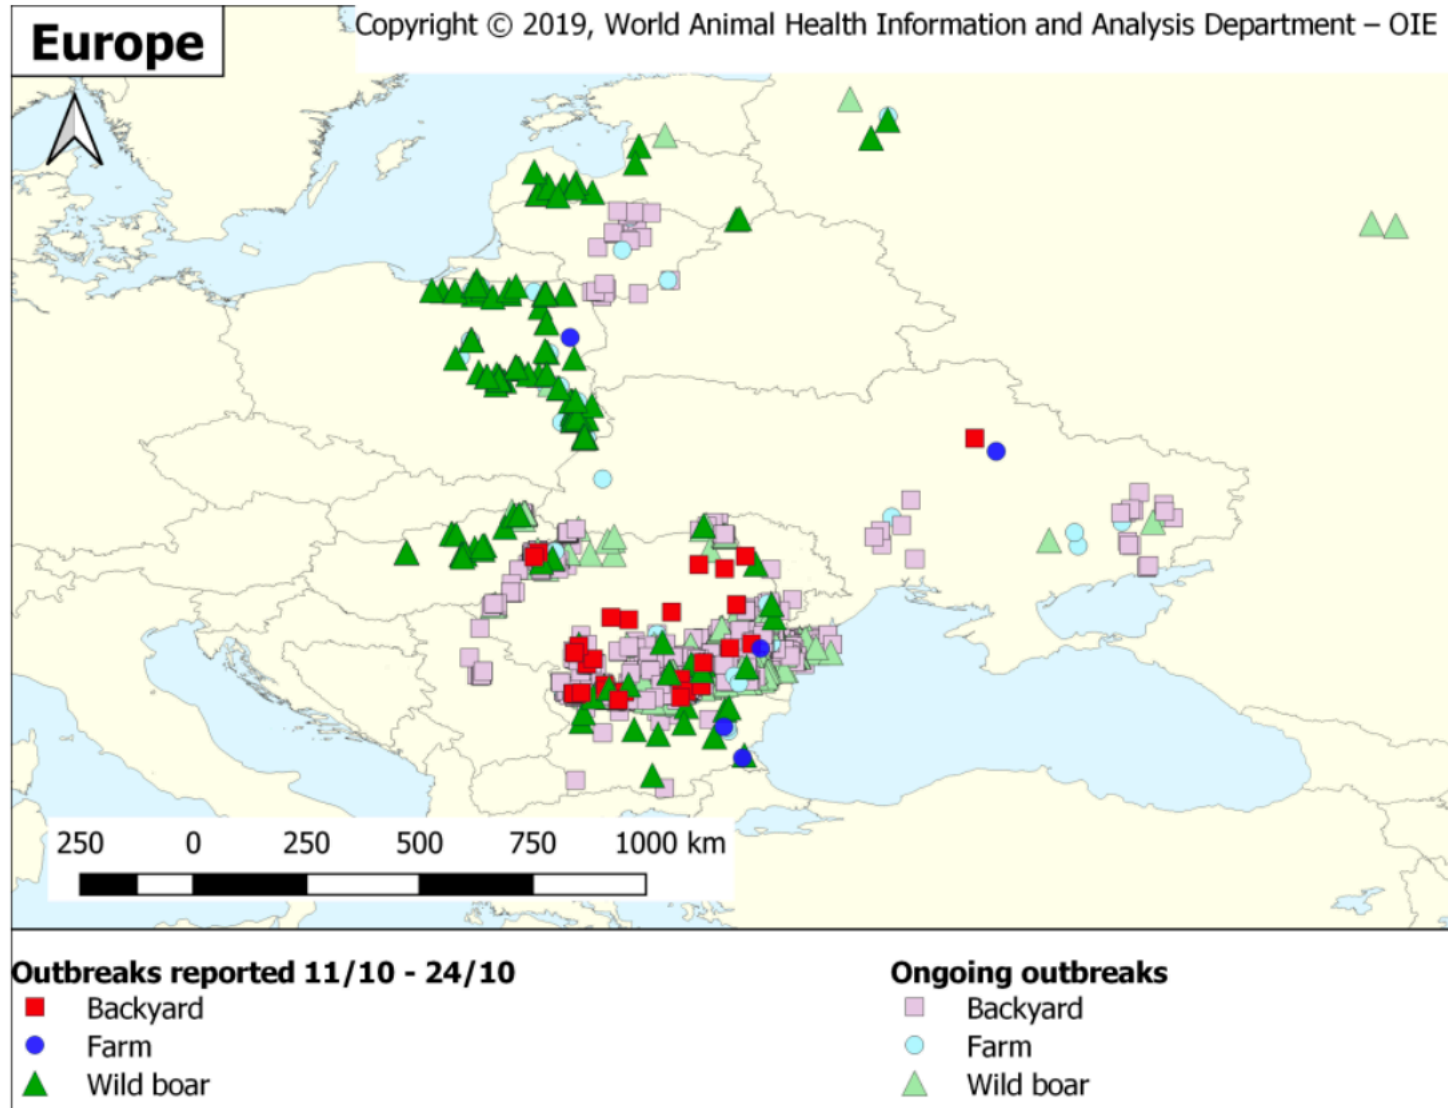 Europe
Copyright © 2019, World Animal Health Information and Analysis Department – OIE
250 0 250 500 750 1000 km
Outbreaks reported 11/10 - 24/10
Backyard
Farm
Wild boar
Ongoing outbreaks
Backyard
Farm
Wild boar